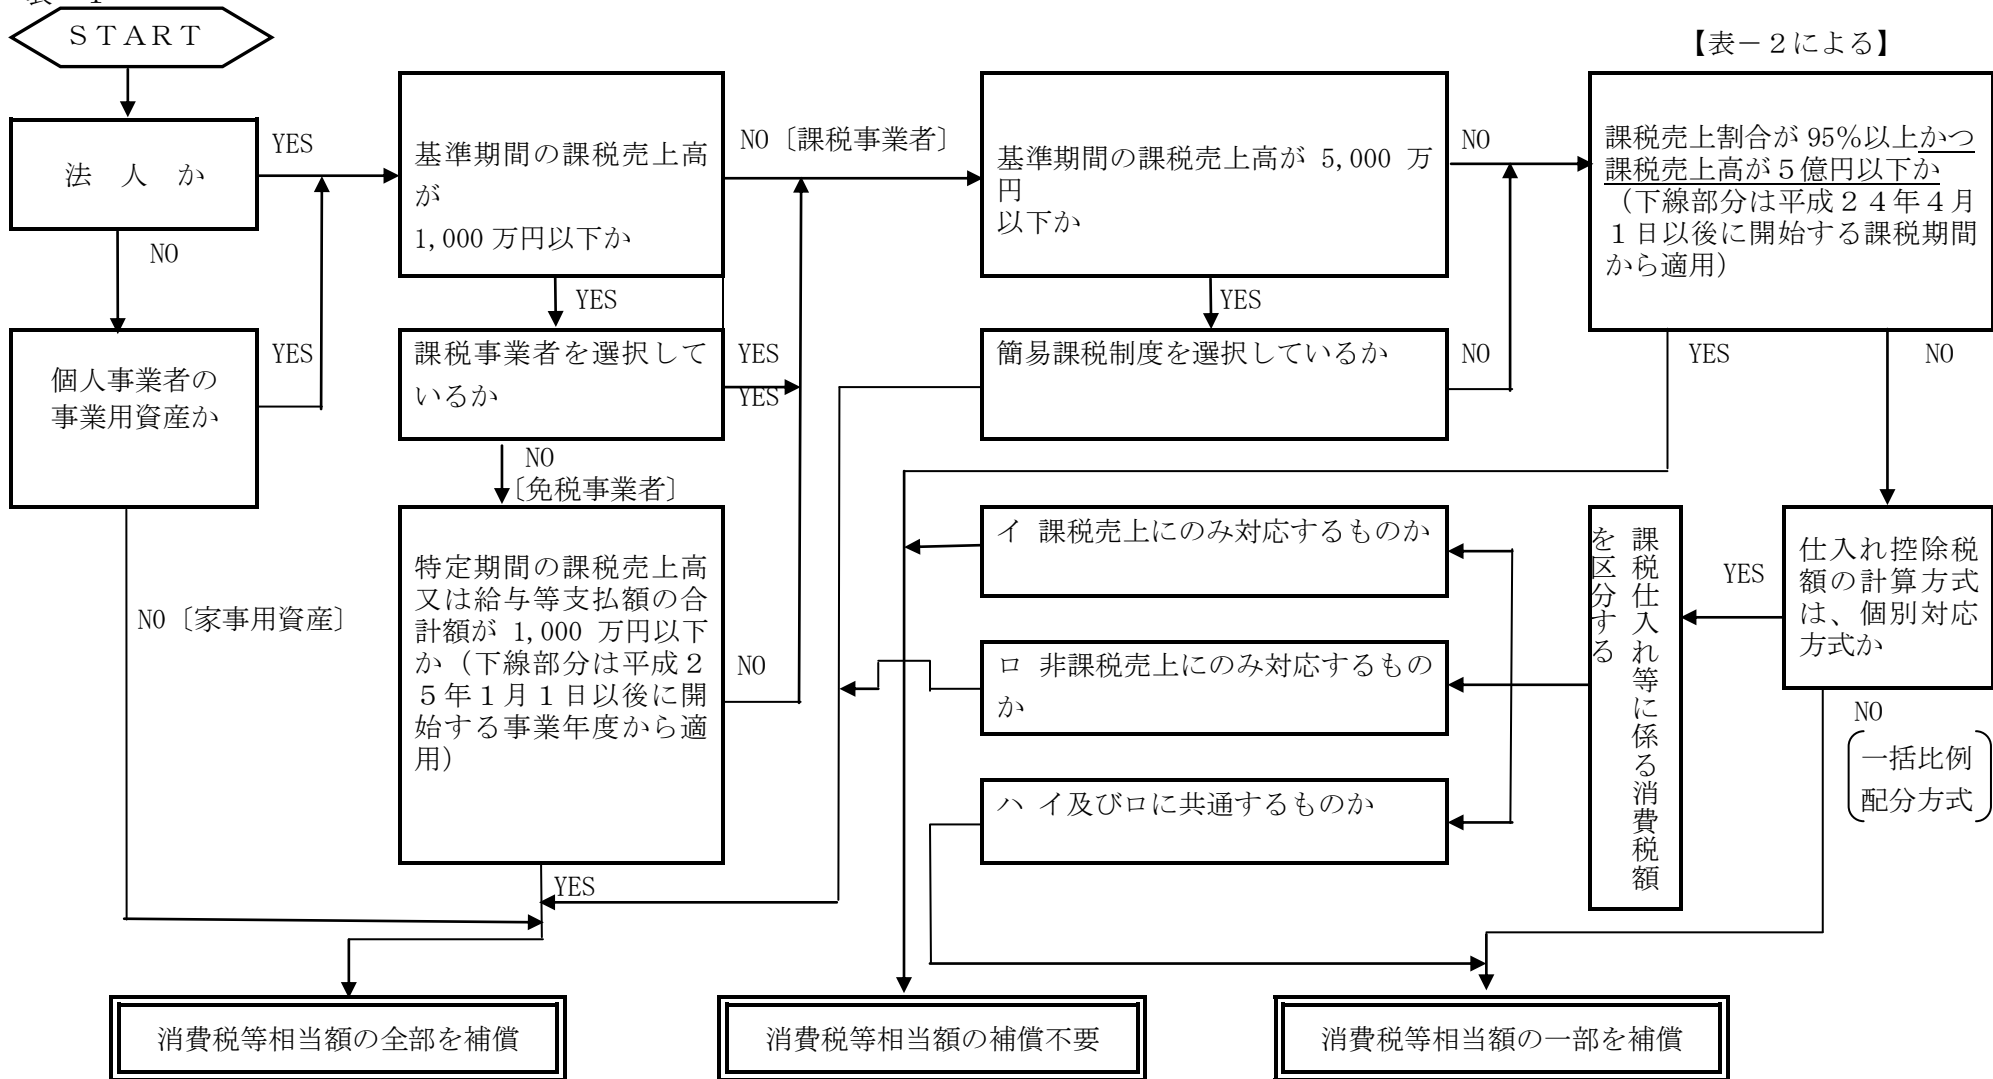 ＳＴＡＲＴ
【表－２による】
法　人　か
YES
NO
個人事業者の
事業用資産か
YES
NO〔家事用資産〕
基準期間の課税売上高
が
1,000 万円以下か
NO〔課税事業者〕
YES
課税事業者を選択して
いるか
YES
YES
NO
〔免税事業者〕
特定期間の課税売上高
又は給与等支払額の合
計額が 1,000 万円以下
か（下線部分は平成２
５年１月１日以後に開
始する事業年度から適
用）
NO
YES
基準期間の課税売上高が 5,000 万
円
以下か
NO
YES
簡易課税制度を選択しているか
NO
課税売上割合が 95％以上かつ
課税売上高が５億円以下か
（下線部分は平成２４年４月
１日以後に開始する課税期間
から適用）
YES
NO
仕入れ控除税
額の計算方式
は、個別対応
方式か
YES
NO
一括比例
配分方式
課税仕入れ等に係る消費税額
を区分する
イ 課税売上にのみ対応するものか
ロ 非課税売上にのみ対応するもの
か
ハ イ及びロに共通するものか
消費税等相当額の全部を補償
消費税等相当額の補償不要
消費税等相当額の一部を補償